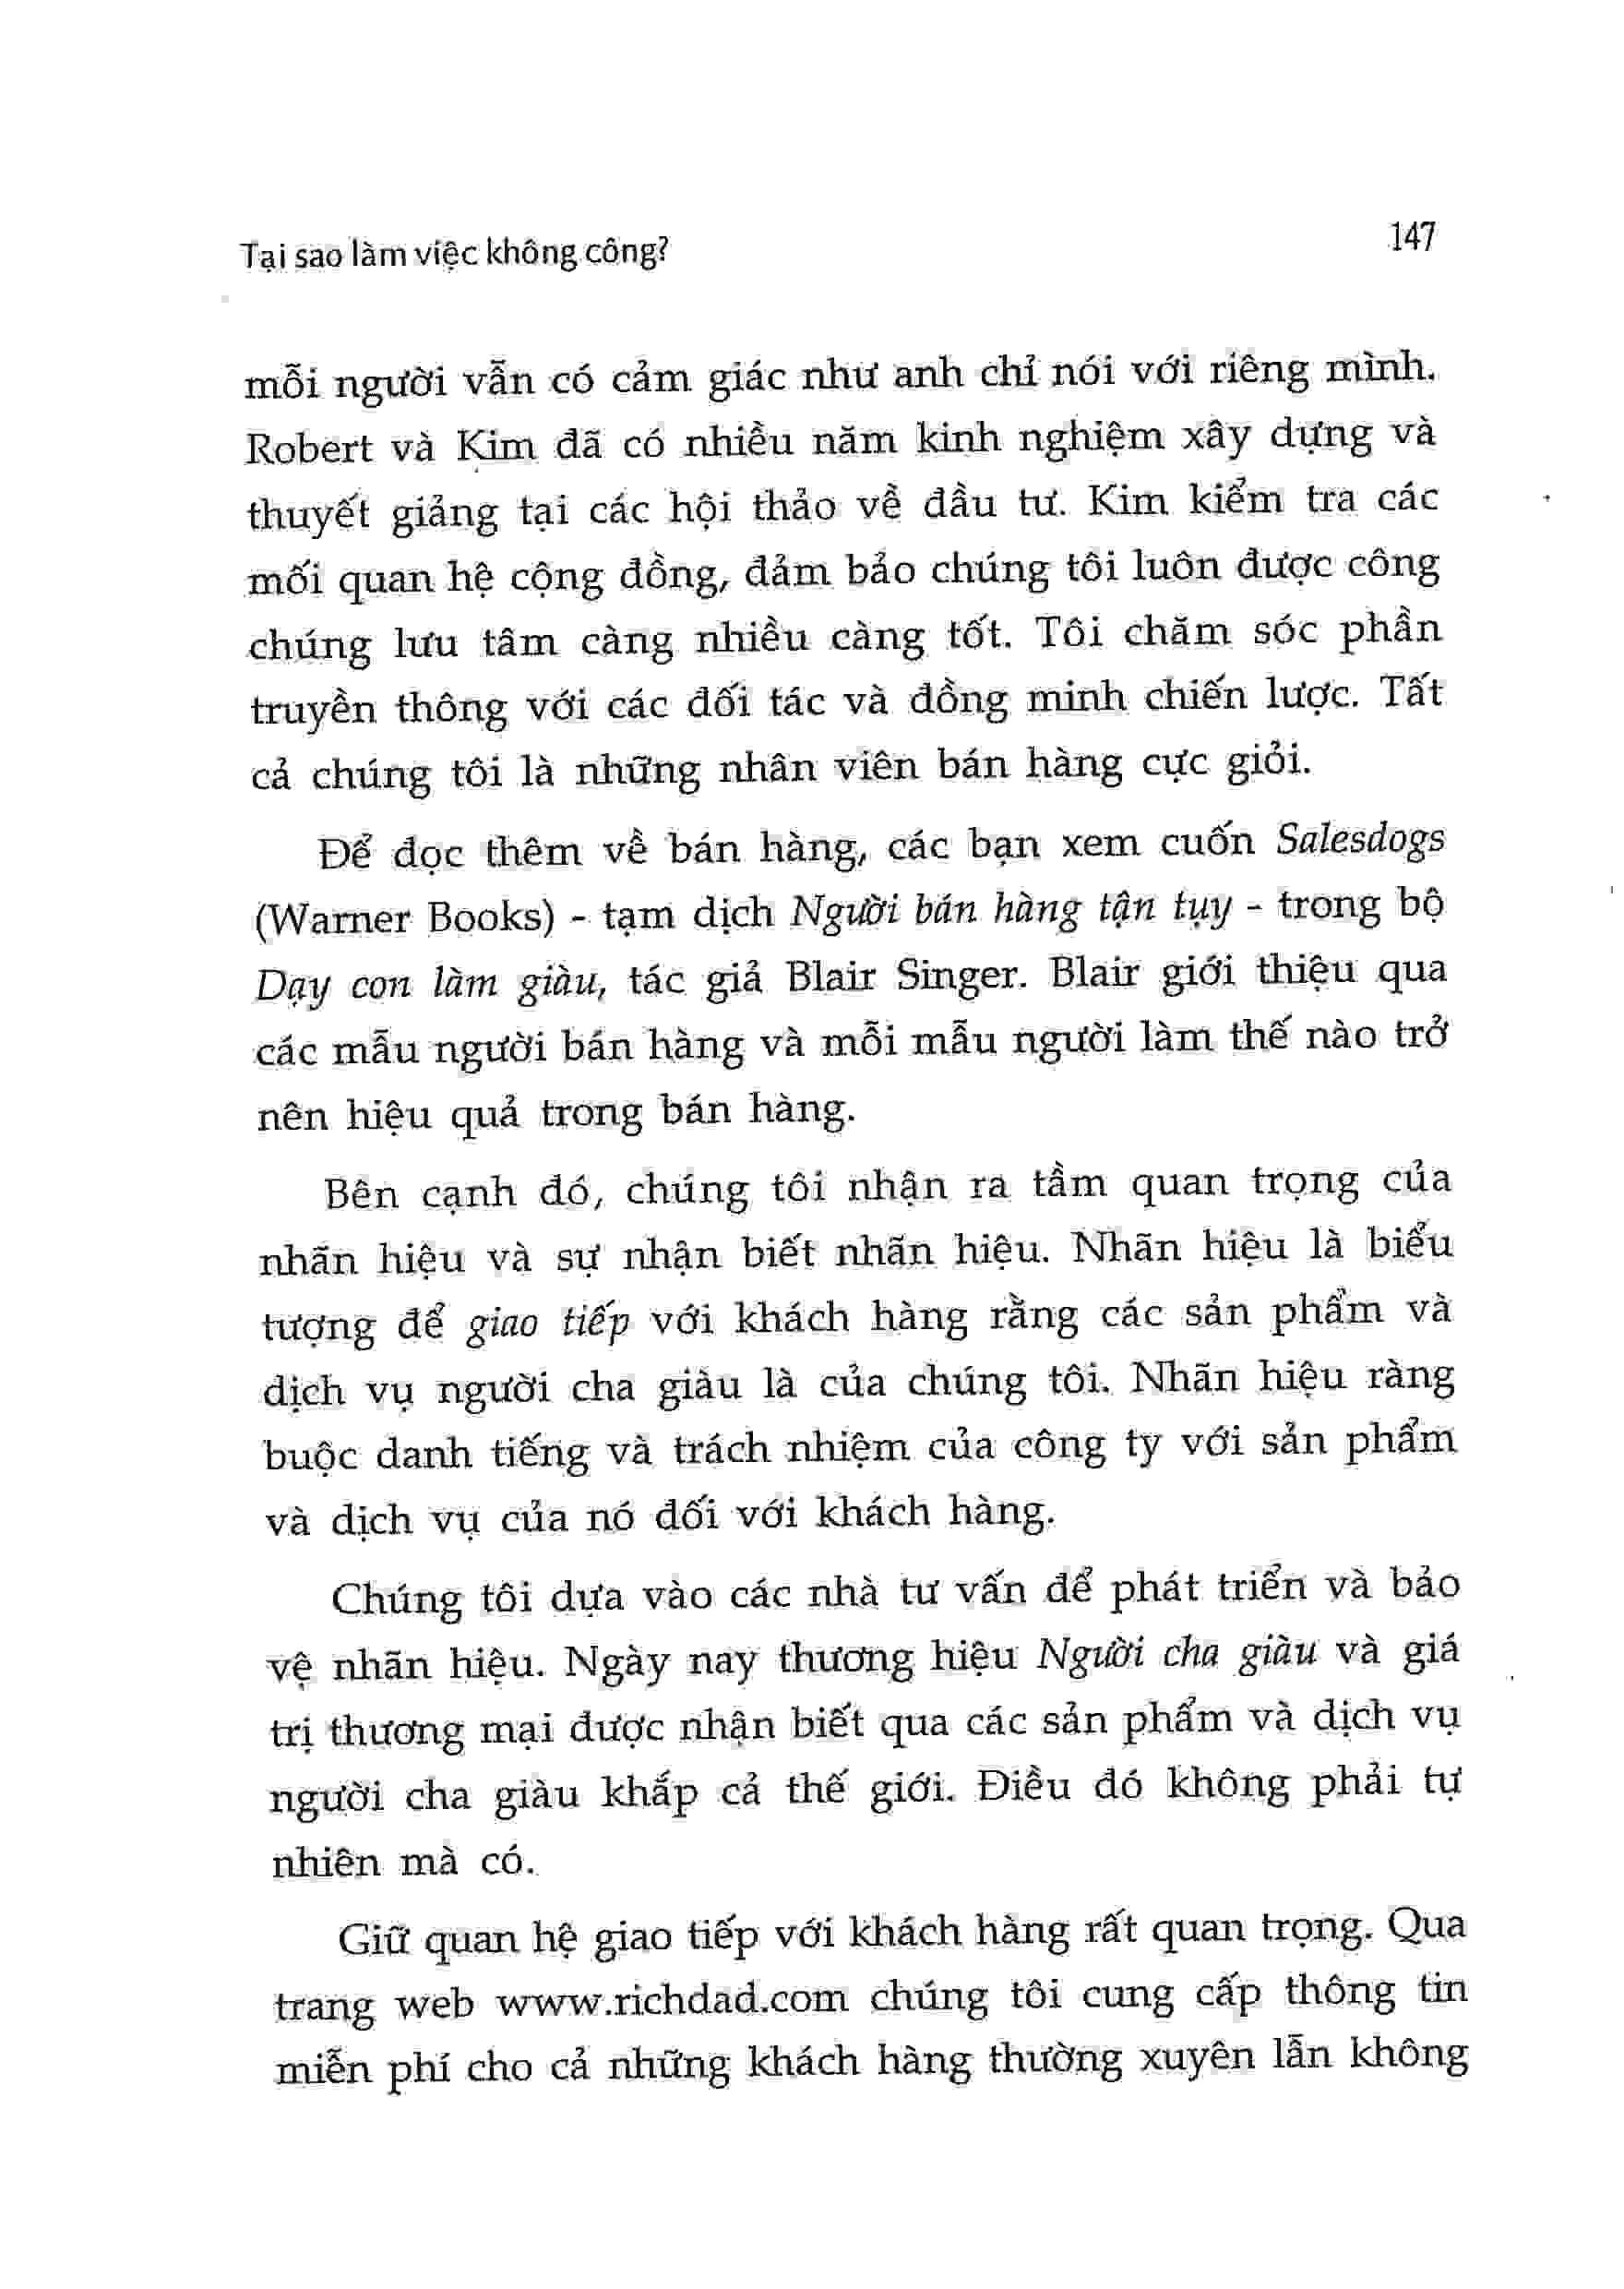 Tại sao làm việc không công?
147
mỗi người vẫn có cảm giác như anh chỉ nói với riêng mình.
Robert và Kim đã có nhiều năm kinh nghiệm xây dựng và
thuyết giảng tại các hội thảo về đầu tư. Kim kiểm tra các
mối quan hệ cộng đồng, đảm bảo chúng tôi luôn được công
chúng lưu tâm càng nhiều càng tốt. Tôi chăm sóc phần
truyền thông với các đối tác và đồng minh chiến lược. Tất
cả chúng tôi là những nhân viên bán hàng cực giỏi.
Để đọc thêm về bán hàng, các bạn xem cuốn Salesdogs
(Warner Books) - tạm dịch Người bán hàng tận tụy - trong bộ
Dạy con làm giàu, tác giả Blair Singer. Blair giới thiệu qua
các mẫu người bán hàng và mỗi mẫu người làm thế nào trở
nên hiệu quả trong bán hàng.
Bên cạnh đó, chúng tôi nhận ra tầm quan trọng của
nhãn hiệu và sự nhận biết nhãn hiệu. Nhãn hiệu là biểu
tượng để giao tiếp với khách hàng rằng các sản phẩm và
dịch vụ người cha giàu là của chúng tôi. Nhãn hiệu ràng
buộc danh tiếng và trách nhiệm của công ty với sản phẩm
và dịch vụ của nó đối với khách hàng.
Chúng tôi dựa vào các nhà tư vấn để phát triển và bảo
vệ nhãn hiệu. Ngày nay thương hiệu Người cha giàu và giá
trị thương mại được nhận biết qua các sản phẩm và dịch vụ
người cha giàu khắp cả thế giới. Điều đó không phải tự
nhiên mà có.
Giữ quan hệ giao tiếp với khách hàng rất quan trọng. Qua
trang web www.richdad.com chúng tôi cung cấp thông tin
miễn phí cho cả những khách hàng thường xuyên lẫn không